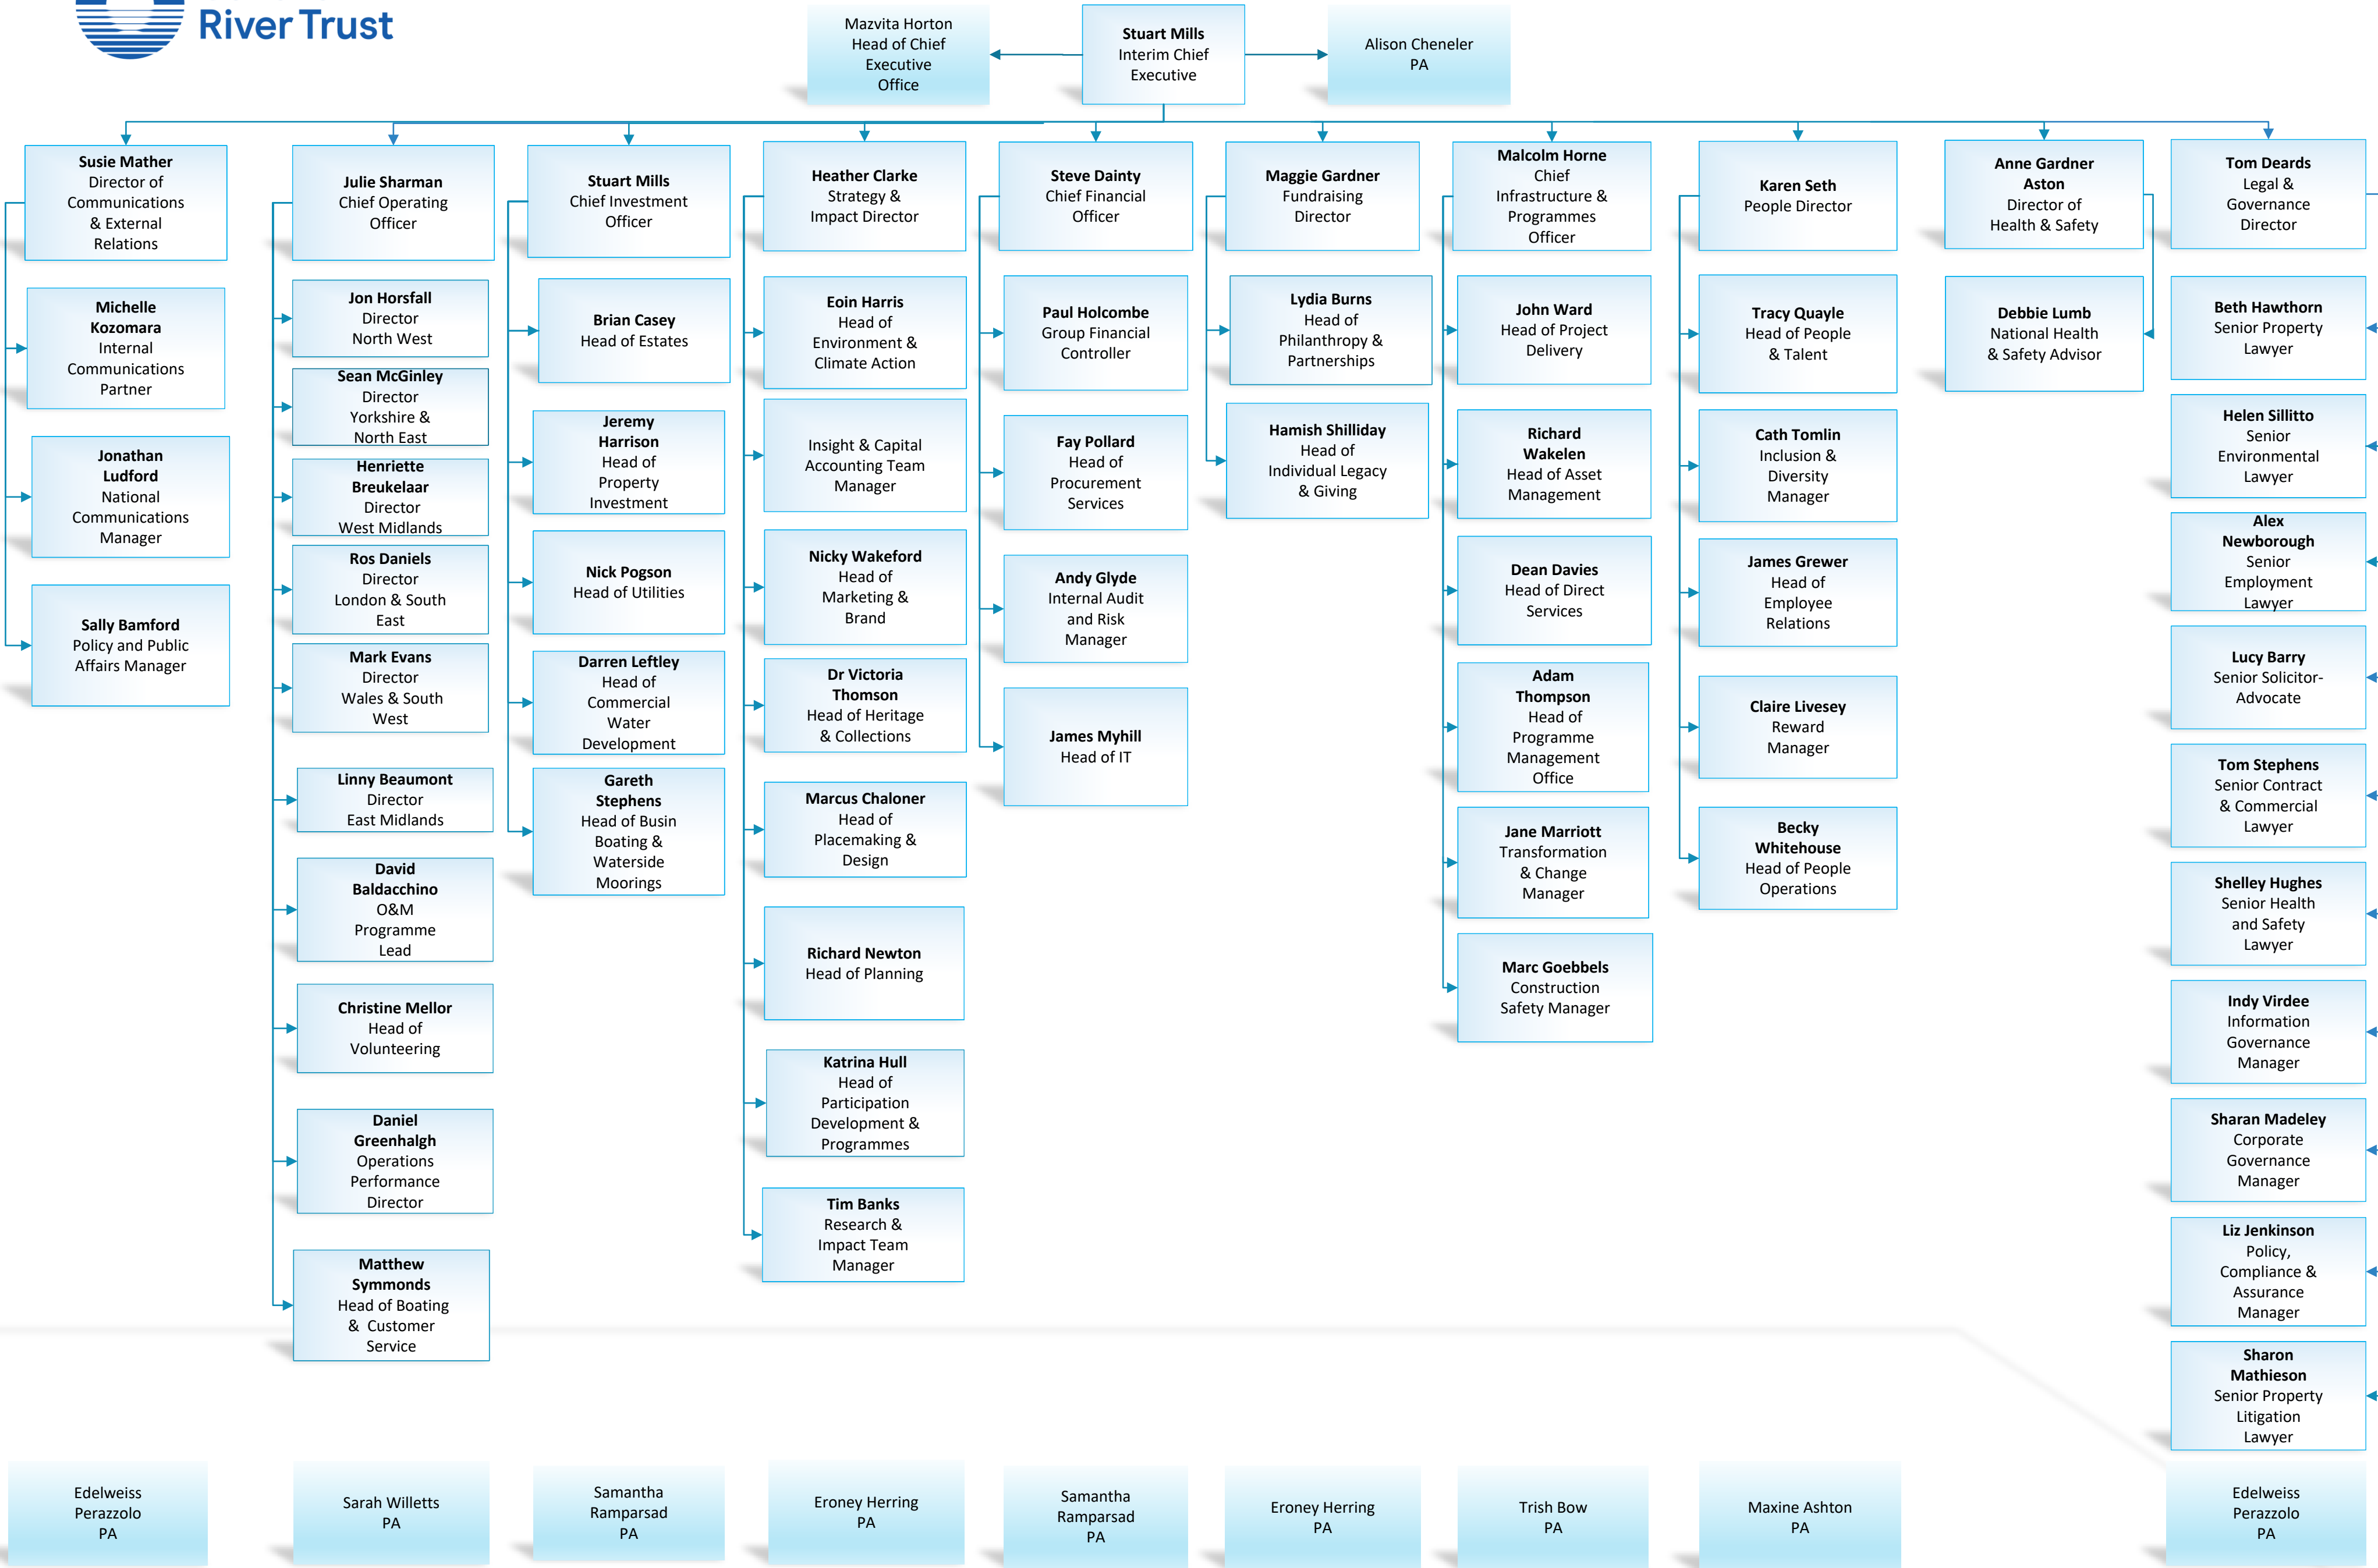 River Trust
Mazvita Horton
Head of Chief
Executive
Office
Stuart Mills
Interim Chief
Executive
Alison Cheneler
PA
Susie Mather
Director of
Communications
& External
Relations
Michelle
Kozomara
Internal
Communications
Partner
Jonathan
Ludford
National
Communications
Manager
Sally Bamford
Policy and Public
Affairs Manager
Edelweiss
Perazzolo
PA
Julie Sharman
Chief Operating
Officer
Jon Horsfall
Director
North West
Sean McGinley
Director
Yorkshire &
North East
Henriette
Breukelaar
Director
West Midlands
Ros Daniels
Director
London & South
East
Mark Evans
Director
Wales & South
West
Linny Beaumont
Director
East Midlands
David
Baldacchino
O&M
Programme
Lead
Christine Mellor
Head of
Volunteering
Daniel
Greenhalgh
Operations
Performance
Director
Matthew
Symmonds
Head of Boating
& Customer
Service
Sarah Willetts
PA
Stuart Mills
Chief Investment
Officer
Brian Casey
Head of Estates
Jeremy
Harrison
Head of
Property
Investment
Nick Pogson
Head of Utilities
Darren Leftley
Head of
Commercial
Water
Development
Gareth
Stephens
Head of Busin
Boating &
Waterside
Moorings
Samantha
Ramparsad
PA
Heather Clarke
Strategy &
Impact Director
Eoin Harris
Head of
Environment &
Climate Action
Insight & Capital
Accounting Team
Manager
Nicky Wakeford
Head of
Marketing &
Brand
Dr Victoria
Thomson
Head of Heritage
& Collections
Marcus Chaloner
Head of
Placemaking &
Design
Richard Newton
Head of Planning
Katrina Hull
Head of
Participation
Development &
Programmes
Tim Banks
Research &
Impact Team
Manager
Eroney Herring
PA
Steve Dainty
Chief Financial
Officer
Paul Holcombe
Group Financial
Controller
Fay Pollard
Head of
Procurement
Services
Andy Glyde
Internal Audit
and Risk
Manager
James Myhill
Head of IT
Samantha
Ramparsad
PA
Maggie Gardner
Fundraising
Director
Lydia Burns
Head of
Philanthropy &
Partnerships
Hamish Shilliday
Head of
Individual Legacy
& Giving
Eroney Herring
PA
Malcolm Horne
Chief
Infrastructure &
Programmes
Officer
John Ward
Head of Project
Delivery
Richard
Wakelen
Head of Asset
Management
Dean Davies
Head of Direct
Services
Adam
Thompson
Head of
Programme
Management
Office
Jane Marriott
Transformation
& Change
Manager
Marc Goebbels
Construction
Safety Manager
Trish Bow
PA
Karen Seth
People Director
Tracy Quayle
Head of People
& Talent
Cath Tomlin
Inclusion &
Diversity
Manager
James Grewer
Head of
Employee
Relations
Claire Livesey
Reward
Manager
Becky
Whitehouse
Head of People
Operations
Maxine Ashton
PA
Anne Gardner
Aston
Director of
Health & Safety
Debbie Lumb
National Health
& Safety Advisor
Tom Deards
Legal &
Governance
Director
Beth Hawthorn
Senior Property
Lawyer
Helen Sillitto
Senior
Environmental
Lawyer
Alex
Newborough
Senior
Employment
Lawyer
Lucy Barry
Senior Solicitor-
Advocate
Tom Stephens
Senior Contract
& Commercial
Lawyer
Shelley Hughes
Senior Health
and Safety
Lawyer
Indy Virdee
Information
Governance
Manager
Sharan Madeley
Corporate
Governance
Manager
Liz Jenkinson
Policy,
Compliance &
Assurance
Manager
Sharon
Mathieson
Senior Property
Litigation
Lawyer
Edelweiss
Perazzolo
PA